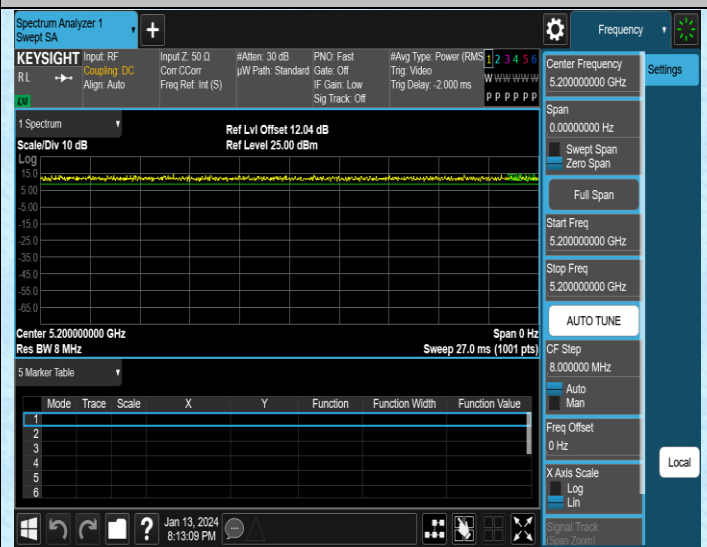 Spectrum Analyzer 1
Swept SA
+
Frequency
KEYSIGHT
RL
LXI
Input: RF
Coupling: DC
Align: Auto
Input Z: 50 Ω
Corr CCorr
Freq Ref: Int (S)
#Atten: 30 dB
µW Path: Standard
PNO: Fast
Gate: Off
IF Gain: Low
Sig Track: Off
#Avg Type: Power (RMS
Trig: Video
Trig Delay: -2.000 ms
1 2 3 4 5 6
W W W W W W
P P P P P P
1 Spectrum
Scale/Div 10 dB
Ref Lvl Offset 12.04 dB
Ref Level 25.00 dBm
Log
15.0
5.00
-5.00
-15.0
-25.0
-35.0
-45.0
-55.0
-65.0
Center 5.200000000 GHz
Res BW 8 MHz
Span 0 Hz
Sweep 27.0 ms (1001 pts)
5 Marker Table
Mode Trace Scale X Y Function Function Width Function Value
1
2
3
4
5
6
? Jan 13, 2024
8:13:09 PM
Center Frequency
5.200000000 GHz
Span
0.00000000 Hz
Swept Span
Zero Span
Full Span
Start Freq
5.200000000 GHz
Stop Freq
5.200000000 GHz
AUTO TUNE
CF Step
8.000000 MHz
Auto
Man
Freq Offset
0 Hz
X Axis Scale
Log
Lin
Signal Track
(Span Zoom)
Settings
Local